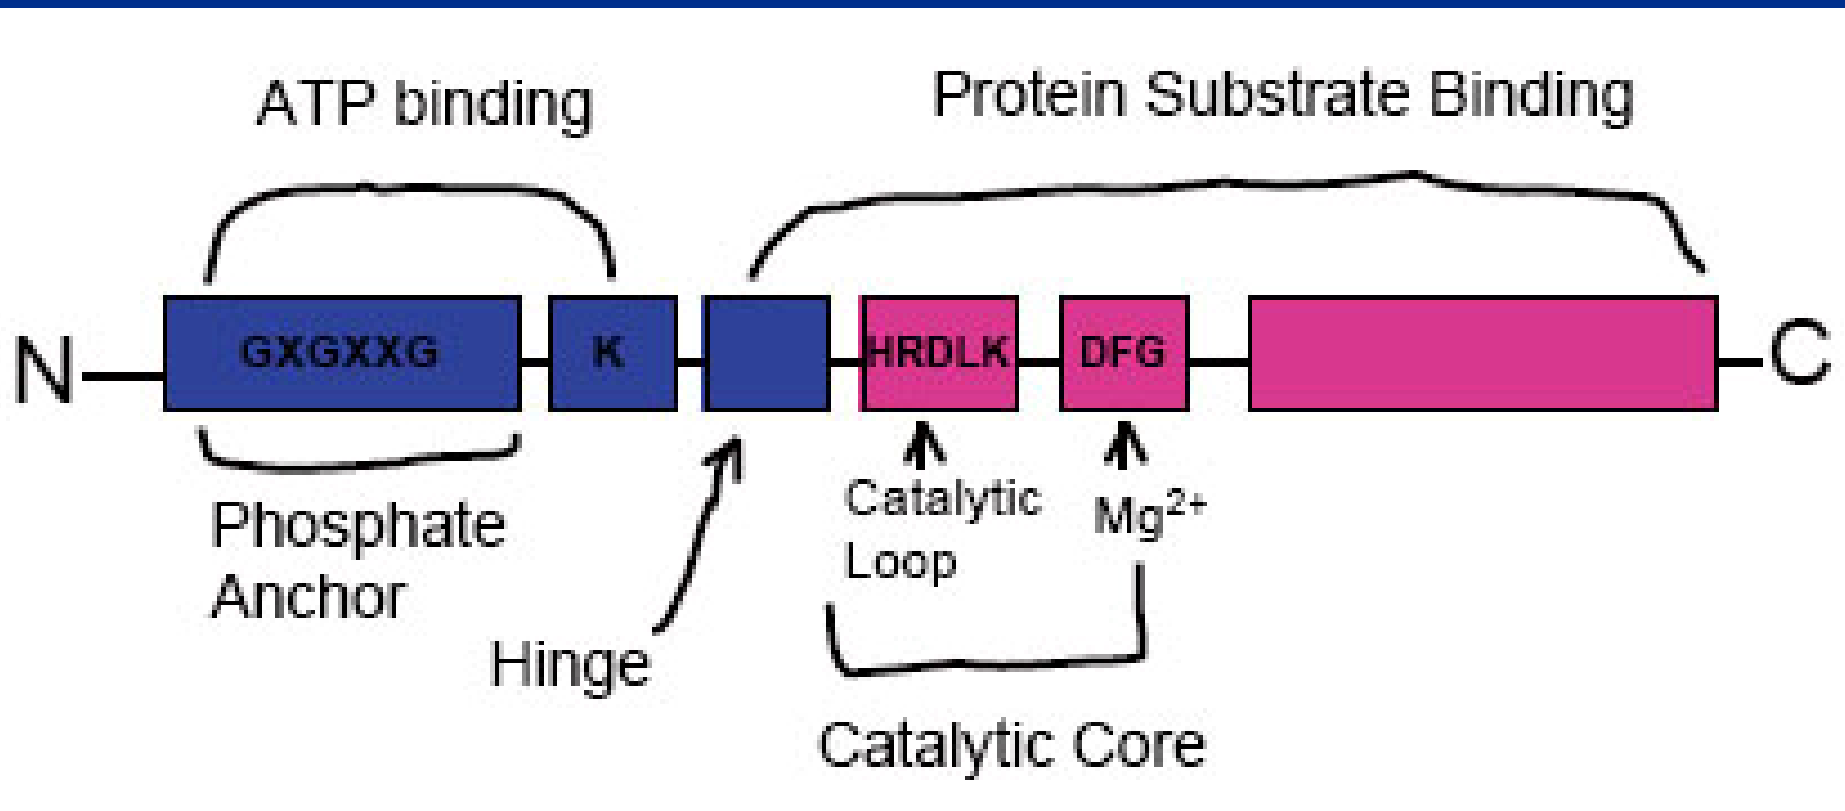 ATP binding
Protein Substrate Binding
N
GXGXXG
K
HRDLK
DFG
C
Phosphate
Anchor
Hinge
Catalytic
Loop
Mg²⁺
Catalytic Core